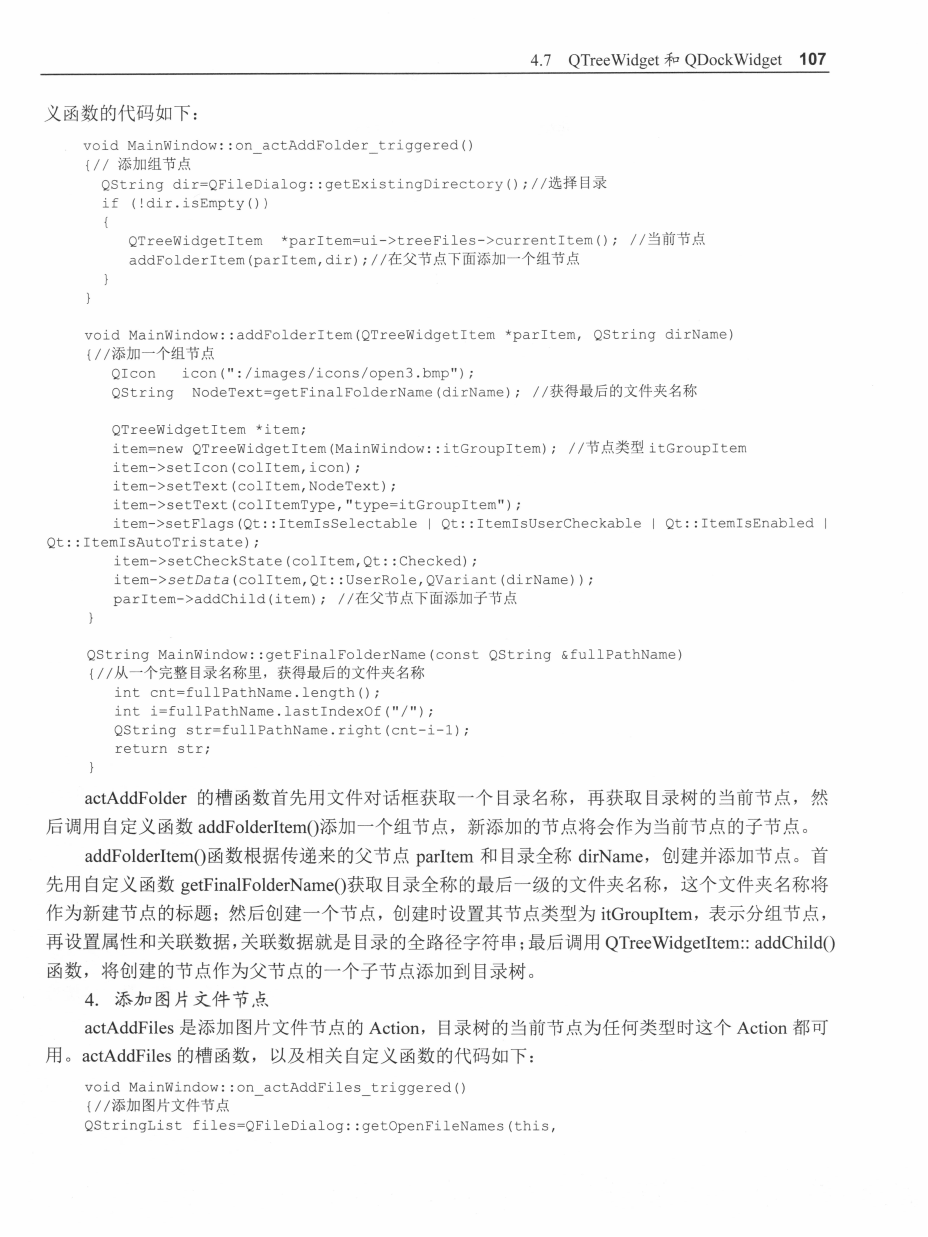 4.7 QTreeWidget 和 QDockWidget 107
义函数的代码如下：
void MainWindow::on_actAddFolder_triggered()
{// 添加组节点
QString dir=QFileDialog::getExistingDirectory();//选择目录
if (!dir.isEmpty())
{
QTreeWidgetItem *parItem=ui->treeFiles->currentItem(); //当前节点
addFolderItem(parItem,dir);//在父节点下面添加一个组节点
}
}
void MainWindow::addFolderItem(QTreeWidgetItem *parItem, QString dirName)
{//添加一个组节点
QIcon icon(":/images/icons/open3.bmp");
QString NodeText=getFinalFolderName(dirName); //获得最后的文件夹名称
QTreeWidgetItem *item;
item=new QTreeWidgetItem(MainWindow::itGroupItem); //节点类型 itGroupItem
item->setIcon(colItem,icon);
item->setText(colItem,NodeText);
item->setText(colItemType,"type=itGroupItem");
item->setFlags(Qt::ItemIsSelectable | Qt::ItemIsUserCheckable | Qt::ItemIsEnabled |
Qt::ItemIsAutoTristate);
item->setCheckState(colItem,Qt::Checked);
item->setData(colItem,Qt::UserRole,QVariant(dirName));
parItem->addChild(item); //在父节点下面添加子节点
}
QString MainWindow::getFinalFolderName(const QString &fullPathName)
{//从一个完整目录名称里，获得最后的文件夹名称
int cnt=fullPathName.length();
int i=fullPathName.lastIndexOf("/");
QString str=fullPathName.right(cnt-i-1);
return str;
}
actAddFolder 的槽函数首先用文件对话框获取一个目录名称，再获取目录树的当前节点，然
后调用自定义函数 addFolderItem()添加一个组节点，新添加的节点将会作为当前节点的子节点。
addFolderItem()函数根据传递来的父节点 parItem 和目录全称 dirName，创建并添加节点。首
先用自定义函数 getFinalFolderName()获取目录全称的最后一级的文件夹名称，这个文件夹名称将
作为新建节点的标题；然后创建一个节点，创建时设置其节点类型为 itGroupItem，表示分组节点，
再设置属性和关联数据，关联数据就是目录的全路径字符串；最后调用 QTreeWidgetItem:: addChild()
函数，将创建的节点作为父节点的一个子节点添加到目录树。
4. 添加图片文件节点
actAddFiles 是添加图片文件节点的 Action，目录树的当前节点为任何类型时这个 Action 都可
用。actAddFiles 的槽函数，以及相关自定义函数的代码如下：
void MainWindow::on_actAddFiles_triggered()
{//添加图片文件节点
QStringList files=QFileDialog::getOpenFileNames(this,